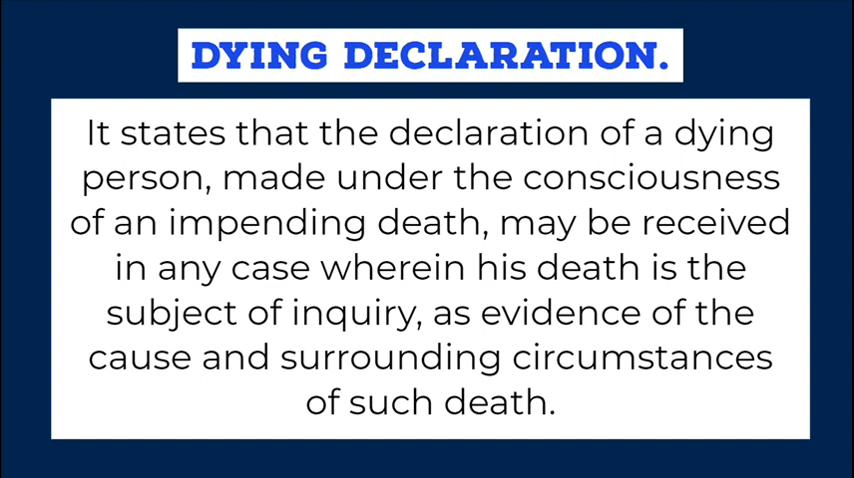 DYING DECLARATION.
It states that the declaration of a dying
person, made under the consciousness
of an impending death, may be received
in any case wherein his death is the
subject of inquiry, as evidence of the
cause and surrounding circumstances
of such death.